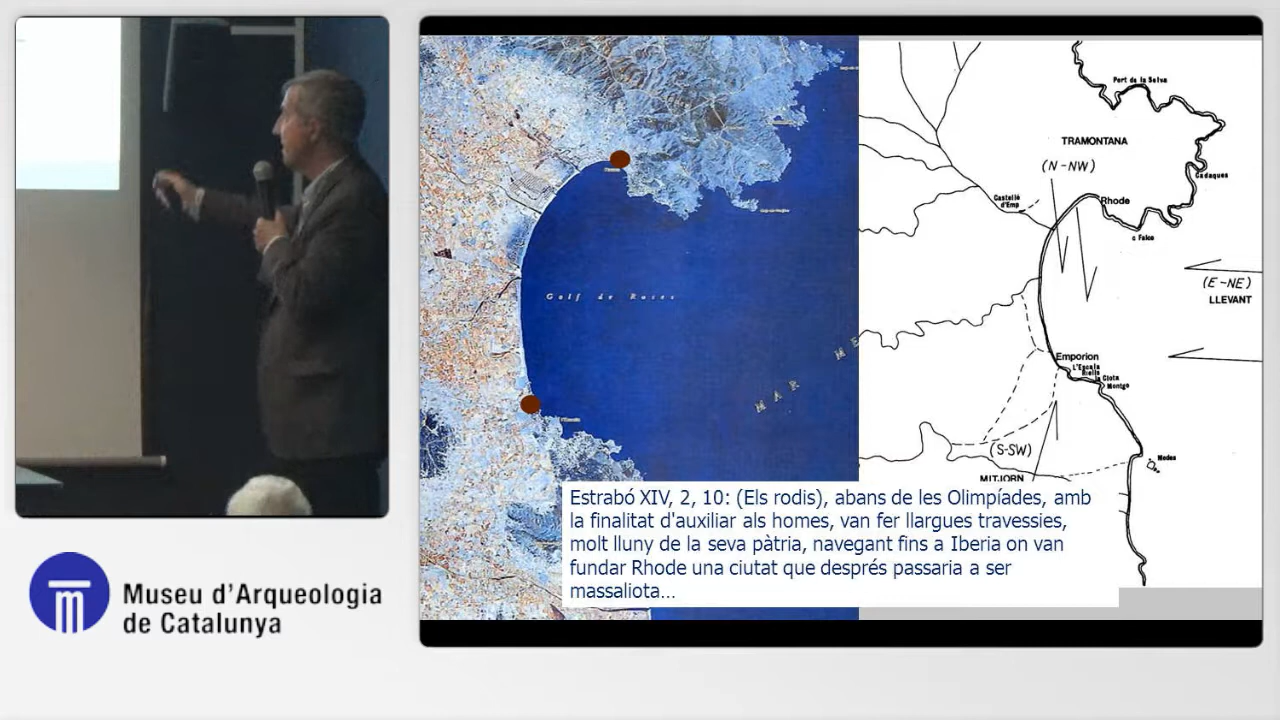 Museu d'Arqueologia
de Catalunya
Golf de Roses
MAR ME
Port de la Selva
TRAMONTANA
(N-NW)
Cadaques
Castelló
d'Emp
Rhode
c Falco
(E-NE)
LLEVANT
Emporion
L'Escala
Riells
la Clota
Montgo
(S-SW)
Medes
MITJORN
Estrabó XIV, 2, 10: (Els rodis), abans de les Olimpíades, amb
la finalitat d'auxiliar als homes, van fer llargues travessies,
molt lluny de la seva pàtria, navegant fins a Iberia on van
fundar Rhode una ciutat que després passaria a ser
massaliota...